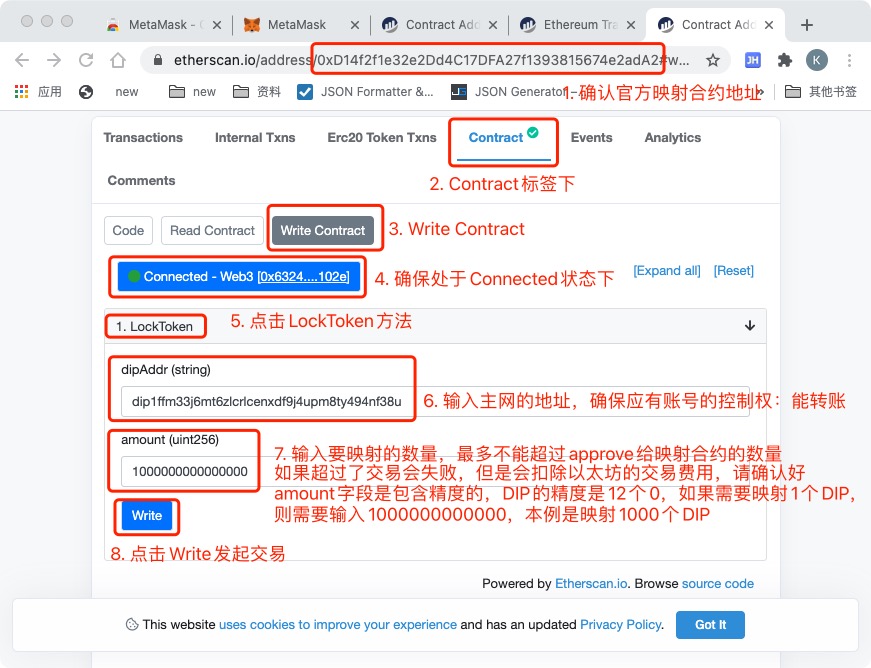 MetaMask - C
MetaMask
Contract Add
Ethereum Tra
Contract Add
etherscan.io/address/0xD14f2f1e32e2Dd4C17DFA27f1393815674e2adA2#w...
JH
K
应用
new
new
资料
JSON Formatter &...
JSON Generator –
»
其他书签
1. 确认官方映射合约地址
Transactions
Internal Txns
Erc20 Token Txns
Contract
Events
Analytics
Comments
2. Contract标签下
Code
Read Contract
Write Contract
3. Write Contract
Connected - Web3 [0x6324....102e]
4. 确保处于Connected状态下
[Expand all]
[Reset]
1. LockToken
5. 点击LockToken方法
dipAddr (string)
dip1ffm33j6mt6zlcrlcenxdf9j4upm8ty494nf38u
6. 输入主网的地址，确保应有账号的控制权：能转账
amount (uint256)
1000000000000000
7. 输入要映射的数量，最多不能超过approve给映射合约的数量
如果超过了交易会失败，但是会扣除以太坊的交易费用，请确认好
amount字段是包含精度的，DIP的精度是12个0，如果需要映射1个DIP，
则需要输入1000000000000，本例是映射1000个DIP
Write
8. 点击Write发起交易
Powered by Etherscan.io. Browse source code
This website uses cookies to improve your experience and has an updated Privacy Policy.
Got It